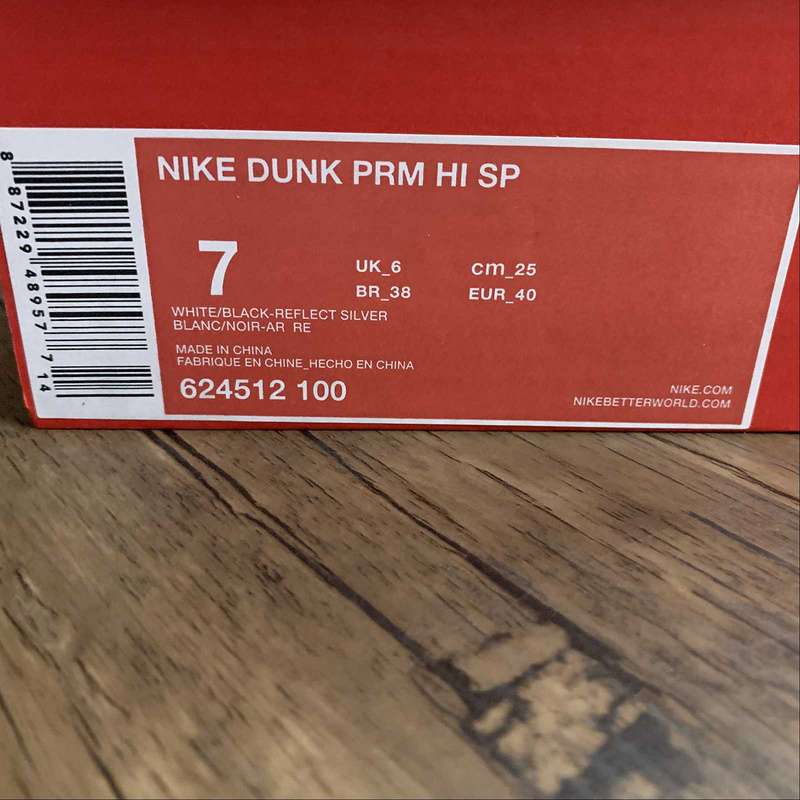 NIKE DUNK PRM HI SP
7
UK_6 cm_25
BR_38 EUR_40
WHITE/BLACK-REFLECT SILVER
BLANC/NOIR-AR RE
MADE IN CHINA
FABRIQUE EN CHINE_HECHO EN CHINA
624512 100
NIKE.COM
NIKEBETTERWORLD.COM
8 87229 48957 7 14